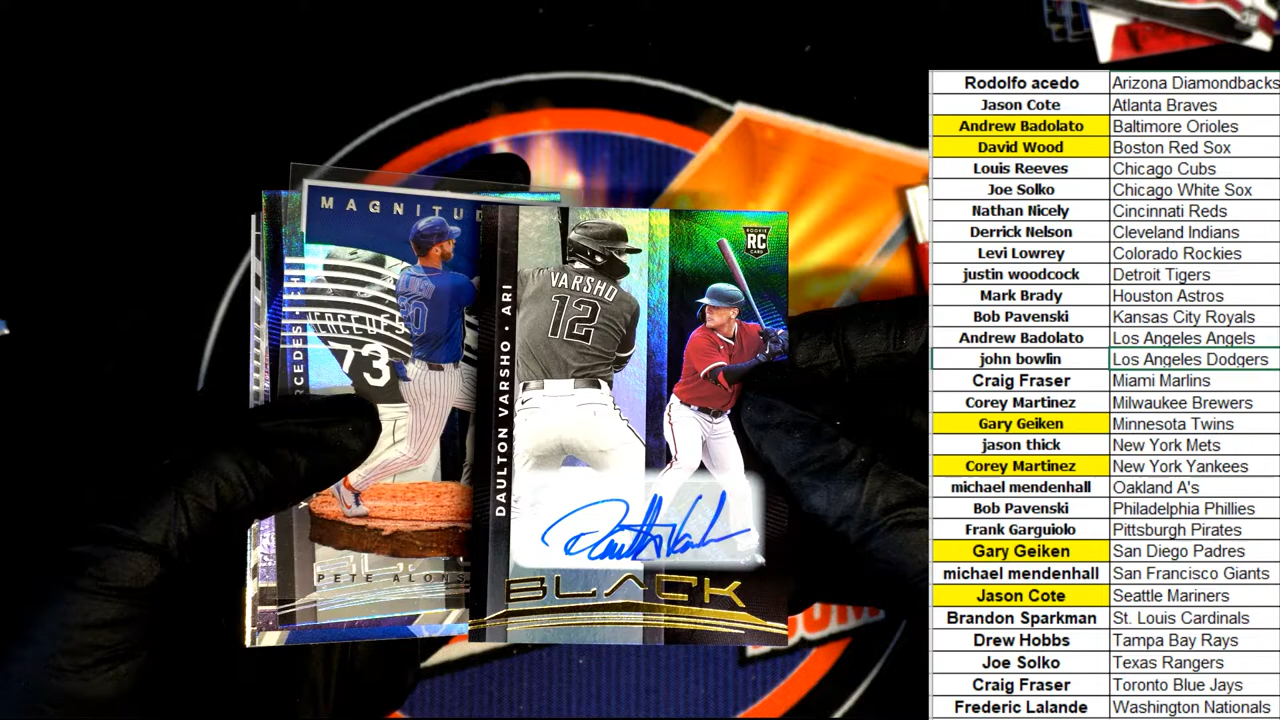 MAGNITUD
VARSHO
12
ROOKIE
RC
CARD
DAULTON VARSHO • ARI
RCEDES • CH
73
PETE ALONS
BLACK
.COM
Rodolfo acedo Arizona Diamondbacks
Jason Cote Atlanta Braves
Andrew Badolato Baltimore Orioles
David Wood Boston Red Sox
Louis Reeves Chicago Cubs
Joe Solko Chicago White Sox
Nathan Nicely Cincinnati Reds
Derrick Nelson Cleveland Indians
Levi Lowrey Colorado Rockies
justin woodcock Detroit Tigers
Mark Brady Houston Astros
Bob Pavenski Kansas City Royals
Andrew Badolato Los Angeles Angels
john bowlin Los Angeles Dodgers
Craig Fraser Miami Marlins
Corey Martinez Milwaukee Brewers
Gary Geiken Minnesota Twins
jason thick New York Mets
Corey Martinez New York Yankees
michael mendenhall Oakland A's
Bob Pavenski Philadelphia Phillies
Frank Garguiolo Pittsburgh Pirates
Gary Geiken San Diego Padres
michael mendenhall San Francisco Giants
Jason Cote Seattle Mariners
Brandon Sparkman St. Louis Cardinals
Drew Hobbs Tampa Bay Rays
Joe Solko Texas Rangers
Craig Fraser Toronto Blue Jays
Frederic Lalande Washington Nationals